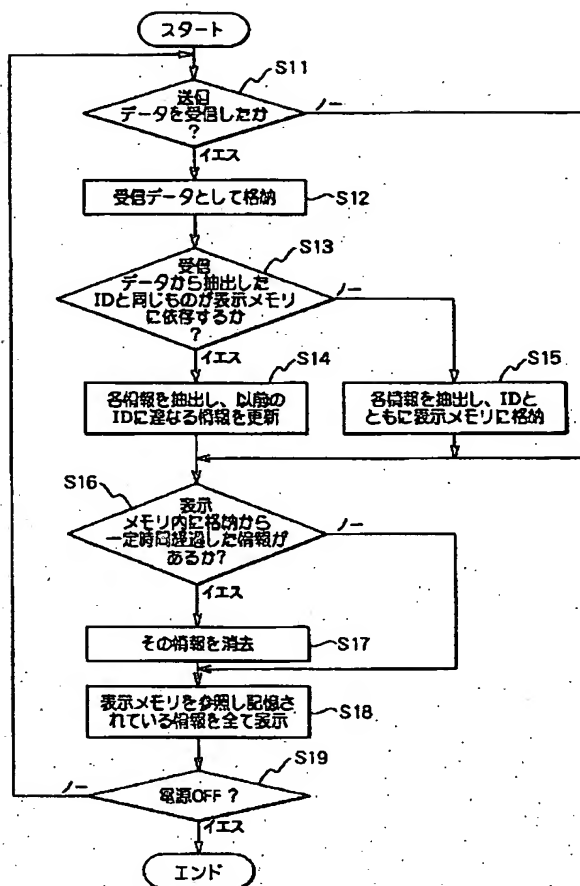 スタート
S11
送信
データを受信したか
?
ノー
イエス
受信データとして格納
S12
S13
受信
データから抽出した
IDと同じものが表示メモリ
に依存するか
?
ノー
イエス
S14
各情報を抽出し、以前の
IDに連なる情報を更新
S15
各情報を抽出し、IDと
ともに表示メモリに格納
S16
表示
メモリ内に格納から
一定時間経過した情報が
あるか?
ノー
イエス
その情報を消去
S17
表示メモリを参照し記憶さ
れている情報を全て表示
S18
S19
電源OFF?
ノー
イエス
エンド